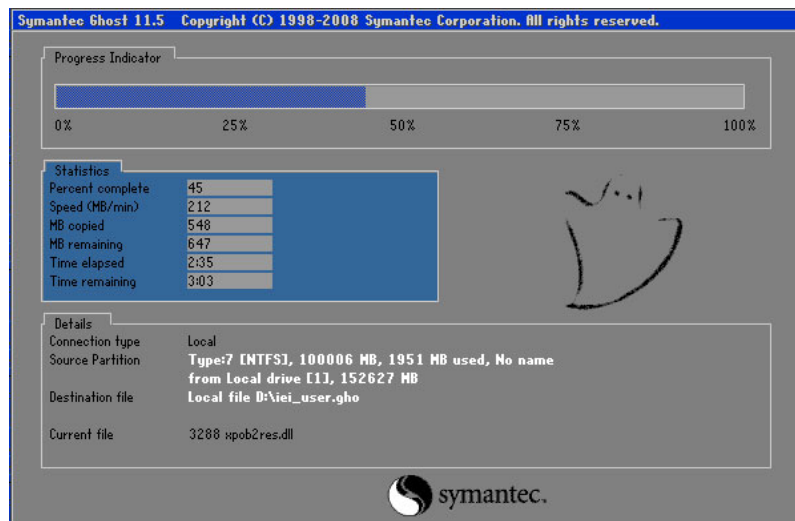 Symantec Ghost 11.5 Copyright (C) 1998-2008 Symantec Corporation. All rights reserved.
Progress Indicator
0% 25% 50% 75% 100%
Statistics
Percent complete 45
Speed (MB/min) 212
MB copied 548
MB remaining 647
Time elapsed 2:35
Time remaining 3:03
Details
Connection type Local
Source Partition Type:7 [NTFS], 100006 MB, 1951 MB used, No name
from Local drive [1], 152627 MB
Destination file Local file D:\iei_user.gho
Current file 3288 xpob2res.dll
symantec.